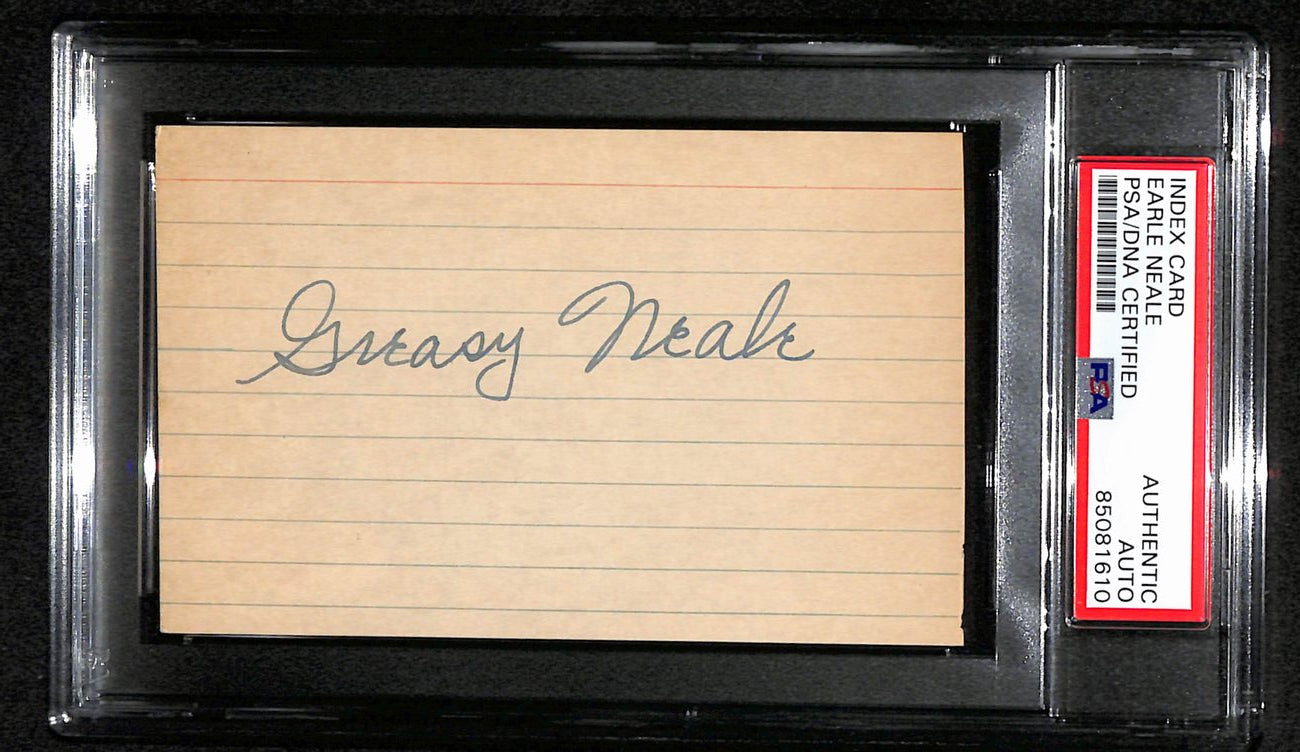 Greasy Neale
INDEX CARD
EARLE NEALE
PSA/DNA CERTIFIED
PSA
AUTHENTIC
AUTO
85081610